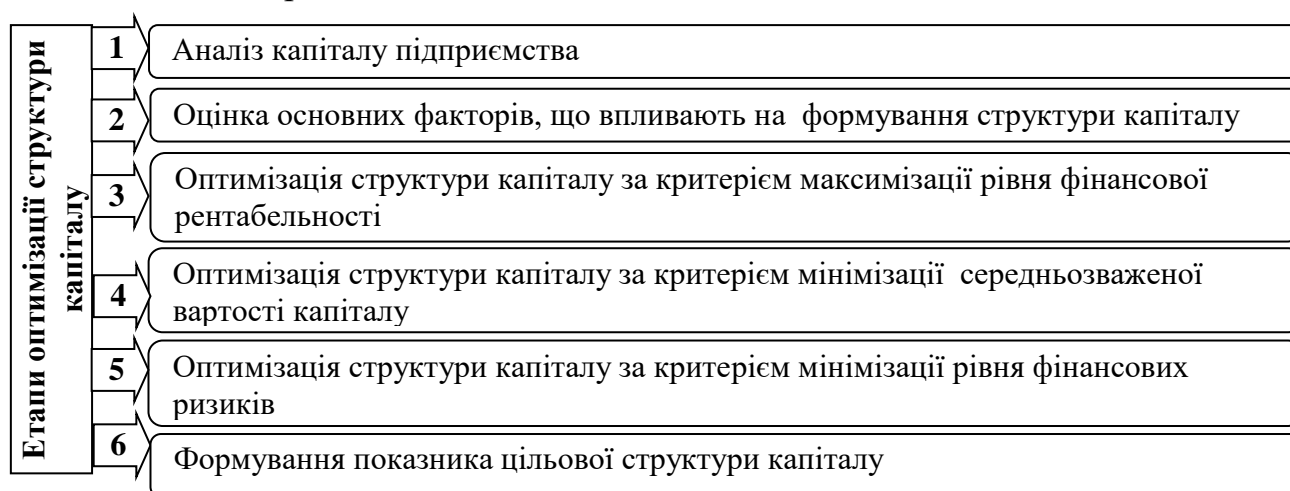 Етапи оптимізації структури
капіталу
1
Аналіз капіталу підприємства
2
Оцінка основних факторів, що впливають на формування структури капіталу
3
Оптимізація структури капіталу за критерієм максимізації рівня фінансової
рентабельності
4
Оптимізація структури капіталу за критерієм мінімізації середньозваженої
вартості капіталу
5
Оптимізація структури капіталу за критерієм мінімізації рівня фінансових
ризиків
6
Формування показника цільової структури капіталу